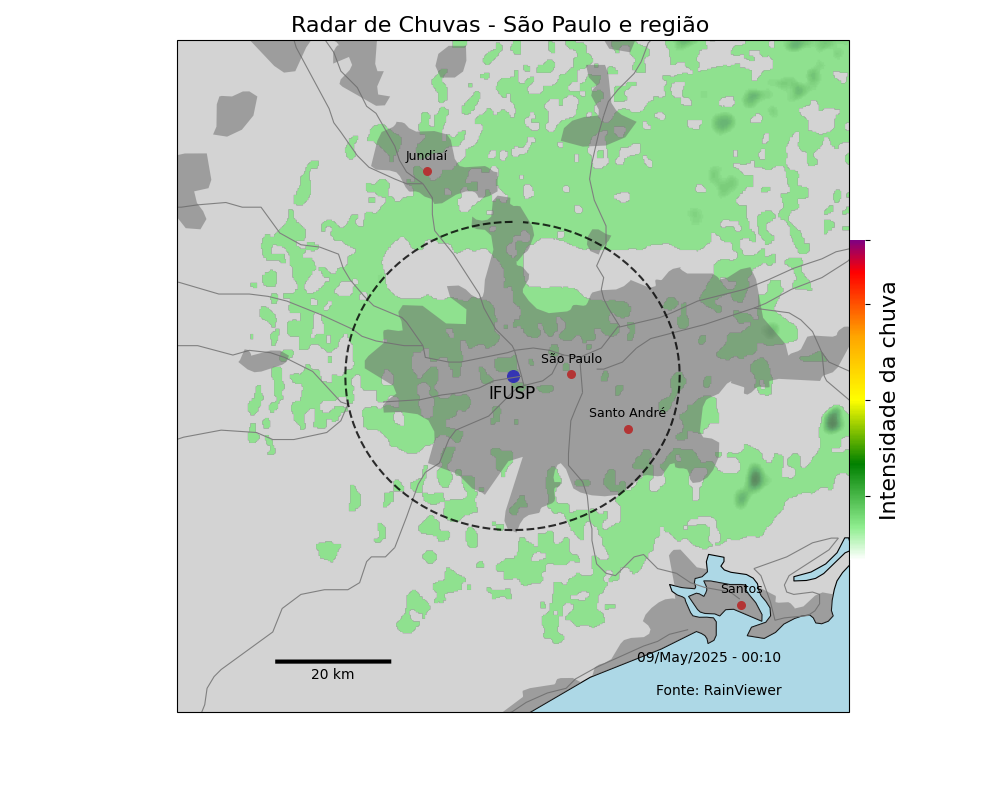 Radar de Chuvas - São Paulo e região
Jundiaí
São Paulo
IFUSP
Santo André
Intensidade da chuva
Santos
09/May/2025 - 00:10
20 km
Fonte: RainViewer